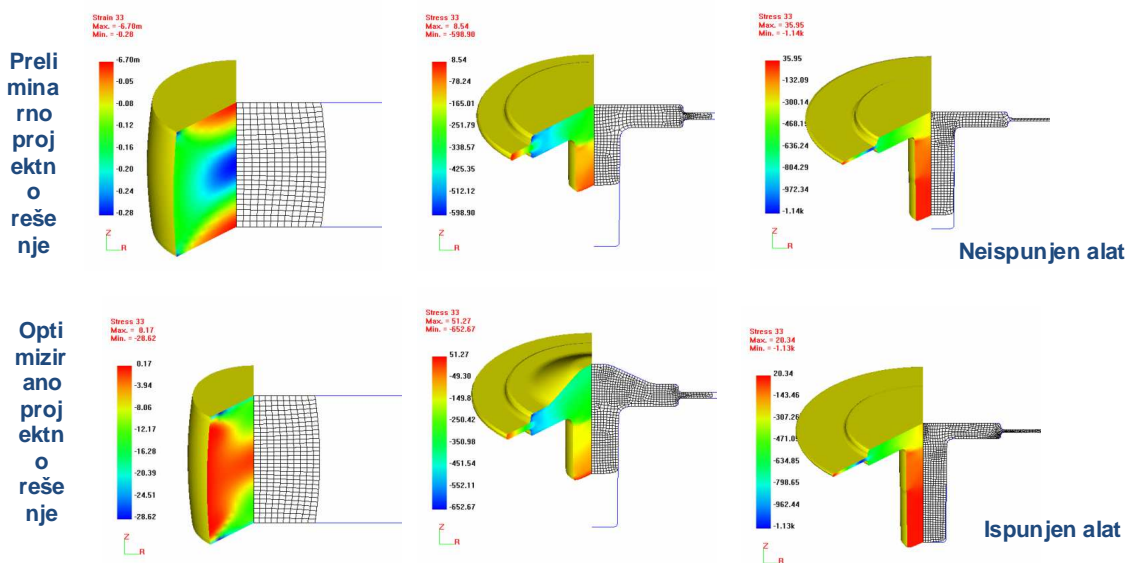 Preli
mina
rno
proj
ektn
o
reše
nje
Strain 33
Max. = -6.70m
Min. = -0.28
-6.70m
-0.05
-0.08
-0.12
-0.16
-0.20
-0.24
-0.28
Z
R
Stress 33
Max. = 8.54
Min. = -598.90
8.54
-78.24
-165.01
-251.79
-338.57
-425.35
-512.12
-598.90
Z
R
Stress 33
Max. = 35.95
Min. = -1.14k
35.95
-132.09
-300.14
-468.19
-636.24
-804.29
-972.34
-1.14k
Z
R
Neispunjen alat
Opti
mizir
ano
proj
ektn
o
reše
nje
Stress 33
Max. = 0.17
Min. = -28.62
0.17
-3.94
-8.06
-12.17
-16.28
-20.39
-24.51
-28.62
Z
R
Stress 33
Max. = 51.27
Min. = -652.67
51.27
-49.30
-149.8
-250.42
-350.98
-451.54
-552.11
-652.67
Z
R
Stress 33
Max. = 20.34
Min. = -1.13k
20.34
-143.46
-307.26
-471.05
-634.85
-798.65
-962.44
-1.13k
Z
R
Ispunjen alat